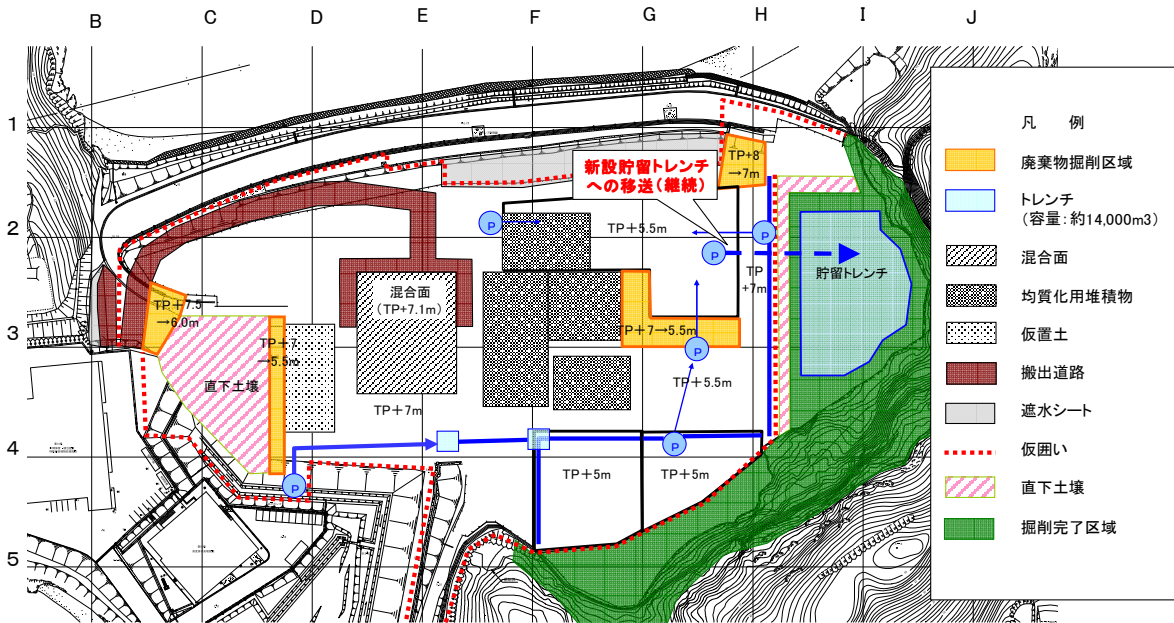 B C D E F G H I J
1
2
3
4
5
TP+8
→7m
新設貯留トレンチ
への移送(継続)
P
P
TP+5.5m
P
TP
+7m
貯留トレンチ
TP+7.5
→6.0m
混合面
(TP+7.1m)
TP+7
→5.5m
TP+7→5.5m
P
直下土壌
TP+5.5m
TP+7m
P
TP+5m
TP+5m
P
凡 例
廃棄物掘削区域
トレンチ
(容量:約14,000m3)
混合面
均質化用堆積物
仮置土
搬出道路
遮水シート
仮囲い
直下土壌
掘削完了区域